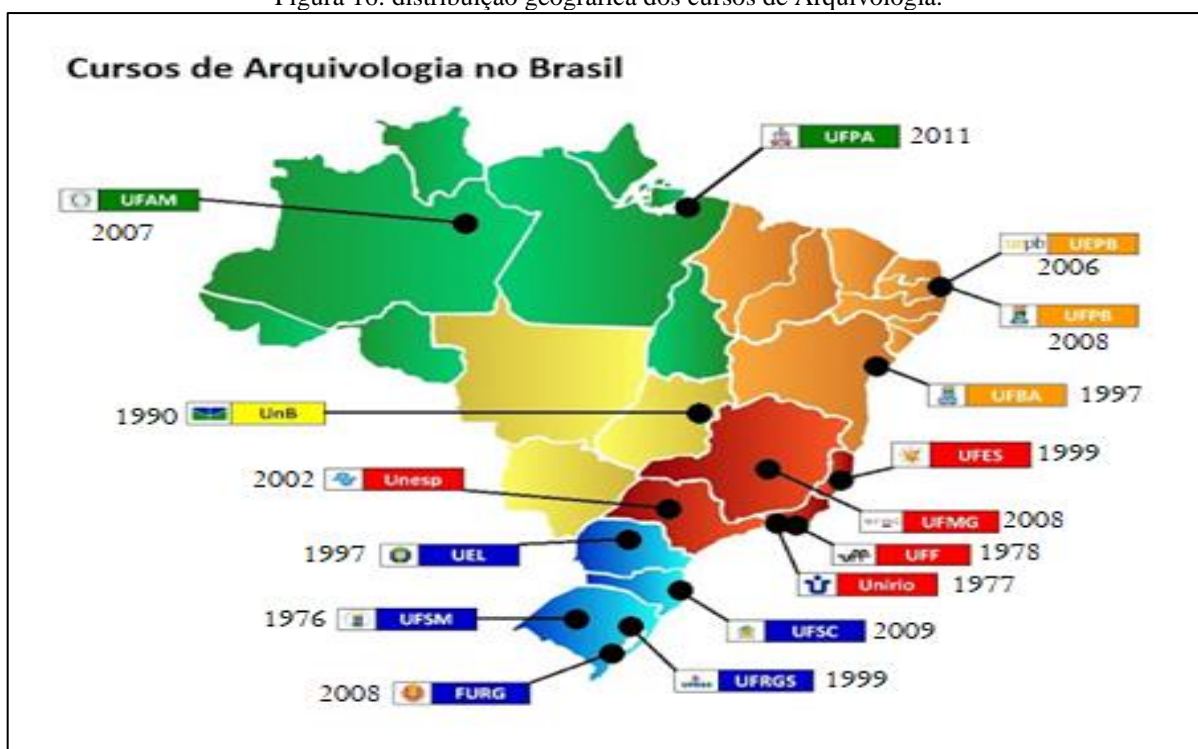 Figura 16: distribuição geográfica dos cursos de Arquivologia.
Cursos de Arquivologia no Brasil
UFPA 2011
UFAM
2007
UEPB
2006
UFPB
2008
UFBA 1997
1990 UnB
UFES 1999
2002 Unesp
UFMG 2008
1997 UEL
UFF 1978
Unirio 1977
1976 UFSM
UFSC 2009
2008 FURG
UFRGS 1999